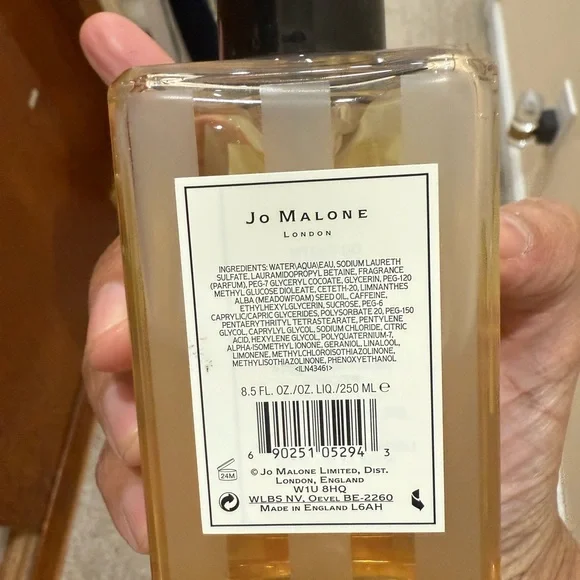 JO MALONE
LONDON
INGREDIENTS: WATER\AQUA\EAU, SODIUM LAURETH
SULFATE, LAURAMIDOPROPYL BETAINE, FRAGRANCE
(PARFUM), PEG-7 GLYCERYL COCOATE, GLYCERIN, PEG-120
METHYL GLUCOSE DIOLEATE, CETETH-20, LIMNANTHES
ALBA (MEADOWFOAM) SEED OIL, CAFFEINE,
ETHYLHEXYLGLYCERIN, SUCROSE, PEG-6
CAPRYLIC/CAPRIC GLYCERIDES, POLYSORBATE 20, PEG-150
PENTAERYTHRITYL TETRASTEARATE, PENTYLENE
GLYCOL, CAPRYLYL GLYCOL, SODIUM CHLORIDE, CITRIC
ACID, HEXYLENE GLYCOL, POLYQUATERNIUM-7,
ALPHA-ISOMETHYL IONONE, GERANIOL, LINALOOL,
LIMONENE, METHYLCHLOROISOTHIAZOLINONE,
METHYLISOTHIAZOLINONE, PHENOXYETHANOL
<ILN43461>
8.5 FL. OZ./OZ. LIQ./250 ML ℮
6 90251 05294 3
24M
© JO MALONE LIMITED, DIST.
LONDON, ENGLAND
W1U 8HQ
WLBS NV, OEVEL BE-2260
MADE IN ENGLAND L6AH